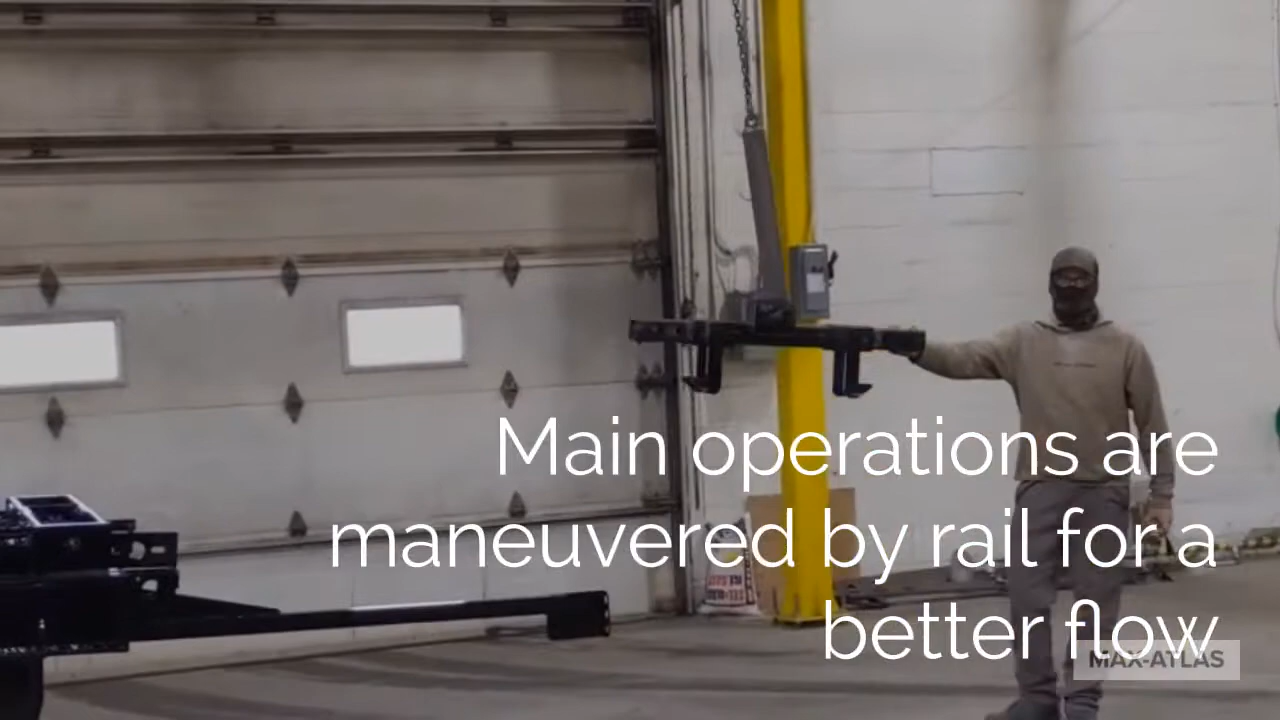 Main operations are
maneuvered by rail for a
better flow
MAX-ATLAS